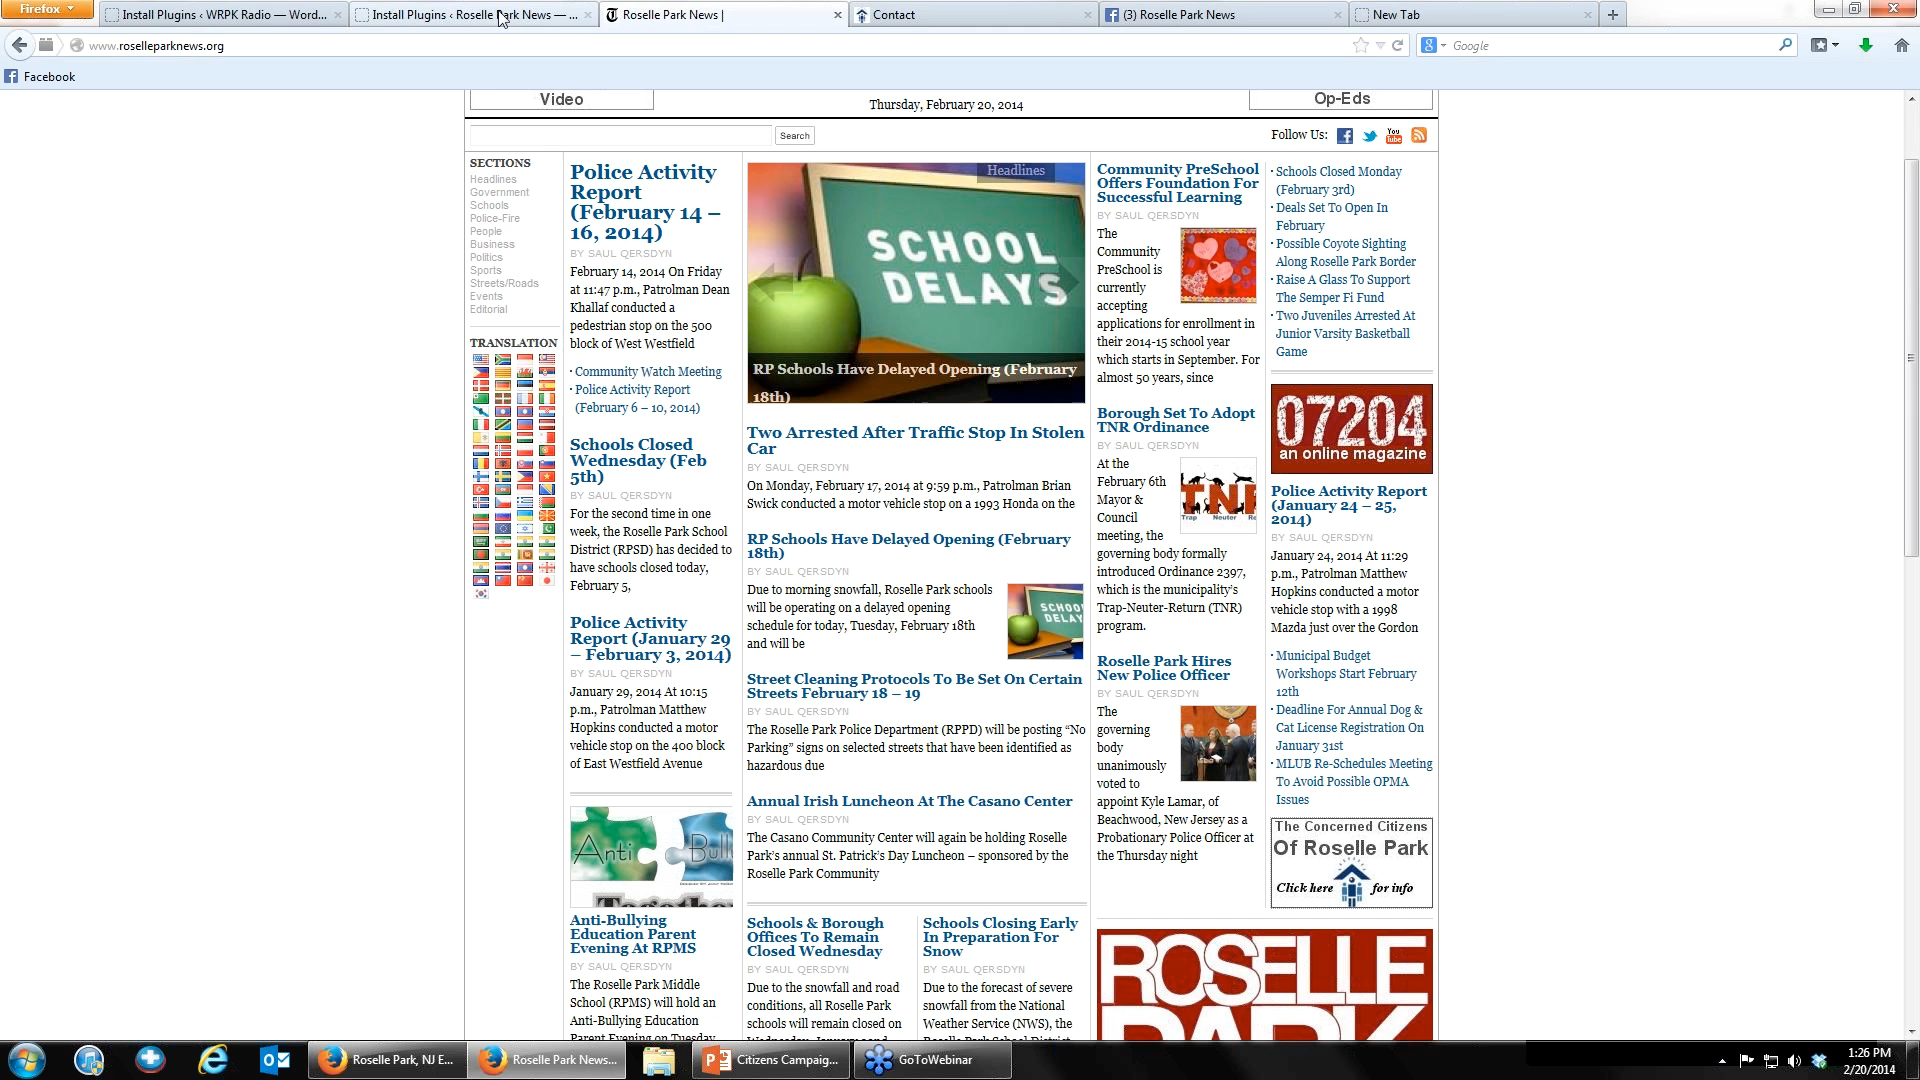 Firefox
Install Plugins ‹ WRPK Radio — Word...
Install Plugins ‹ Roselle Park News — ...
Roselle Park News |
Contact
(3) Roselle Park News
New Tab
www.roselleparknews.org
Google
Facebook
Video
Thursday, February 20, 2014
Op-Eds
Search
Follow Us:
SECTIONS
Headlines
Government
Schools
Police-Fire
People
Business
Politics
Sports
Streets/Roads
Events
Editorial
TRANSLATION
Police Activity
Report
(February 14 –
16, 2014)
BY SAUL QERSDYN
February 14, 2014 On Friday
at 11:47 p.m., Patrolman Dean
Khallaf conducted a
pedestrian stop on the 500
block of West Westfield
· Community Watch Meeting
· Police Activity Report
(February 6 – 10, 2014)
Schools Closed
Wednesday (Feb
5th)
BY SAUL QERSDYN
For the second time in one
week, the Roselle Park School
District (RPSD) has decided to
have schools closed today,
February 5,
Police Activity
Report (January 29
– February 3, 2014)
BY SAUL QERSDYN
January 29, 2014 At 10:15
p.m., Patrolman Matthew
Hopkins conducted a motor
vehicle stop on the 400 block
of East Westfield Avenue
Anti Bull
Together
Anti-Bullying
Education Parent
Evening At RPMS
BY SAUL QERSDYN
The Roselle Park Middle
School (RPMS) will hold an
Anti-Bullying Education
Parent Evening on Tuesday,
Headlines
SCHOOL
DELAYS
RP Schools Have Delayed Opening (February
18th)
Two Arrested After Traffic Stop In Stolen
Car
BY SAUL QERSDYN
On Monday, February 17, 2014 at 9:59 p.m., Patrolman Brian
Swick conducted a motor vehicle stop on a 1993 Honda on the
RP Schools Have Delayed Opening (February
18th)
BY SAUL QERSDYN
Due to morning snowfall, Roselle Park schools
will be operating on a delayed opening
schedule for today, Tuesday, February 18th
and will be
SCHO
DELA
Street Cleaning Protocols To Be Set On Certain
Streets February 18 – 19
BY SAUL QERSDYN
The Roselle Park Police Department (RPPD) will be posting “No
Parking” signs on selected streets that have been identified as
hazardous due
Annual Irish Luncheon At The Casano Center
BY SAUL QERSDYN
The Casano Community Center will again be holding Roselle
Park’s annual St. Patrick’s Day Luncheon – sponsored by the
Roselle Park Community
Schools & Borough
Offices To Remain
Closed Wednesday
BY SAUL QERSDYN
Due to the snowfall and road
conditions, all Roselle Park
schools will remain closed on
Schools Closing Early
In Preparation For
Snow
BY SAUL QERSDYN
Due to the forecast of severe
snowfall from the National
Weather Service (NWS), the
Community PreSchool
Offers Foundation For
Successful Learning
BY SAUL QERSDYN
The
Community
PreSchool is
currently
accepting
applications for enrollment in
their 2014-15 school year
which starts in September. For
almost 50 years, since
Borough Set To Adopt
TNR Ordinance
BY SAUL QERSDYN
At the
February 6th
Mayor &
Council
meeting, the
governing body formally
introduced Ordinance 2397,
which is the municipality’s
Trap-Neuter-Return (TNR)
program.
TNR
Trap Neuter Re
Roselle Park Hires
New Police Officer
BY SAUL QERSDYN
The
governing
body
unanimously
voted to
appoint Kyle Lamar, of
Beachwood, New Jersey as a
Probationary Police Officer at
the Thursday night
ROSELLE
PARK
· Schools Closed Monday
(February 3rd)
· Deals Set To Open In
February
· Possible Coyote Sighting
Along Roselle Park Border
· Raise A Glass To Support
The Semper Fi Fund
· Two Juveniles Arrested At
Junior Varsity Basketball
Game
07204
an online magazine
Police Activity Report
(January 24 – 25,
2014)
BY SAUL QERSDYN
January 24, 2014 At 11:29
p.m., Patrolman Matthew
Hopkins conducted a motor
vehicle stop with a 1998
Mazda just over the Gordon
· Municipal Budget
Workshops Start February
12th
· Deadline For Annual Dog &
Cat License Registration On
January 31st
· MLUB Re-Schedules Meeting
To Avoid Possible OPMA
Issues
The Concerned Citizens
Of Roselle Park
Click here for info
Roselle Park, NJ E...
Roselle Park News...
Citizens Campaig...
GoToWebinar
1:26 PM
2/20/2014